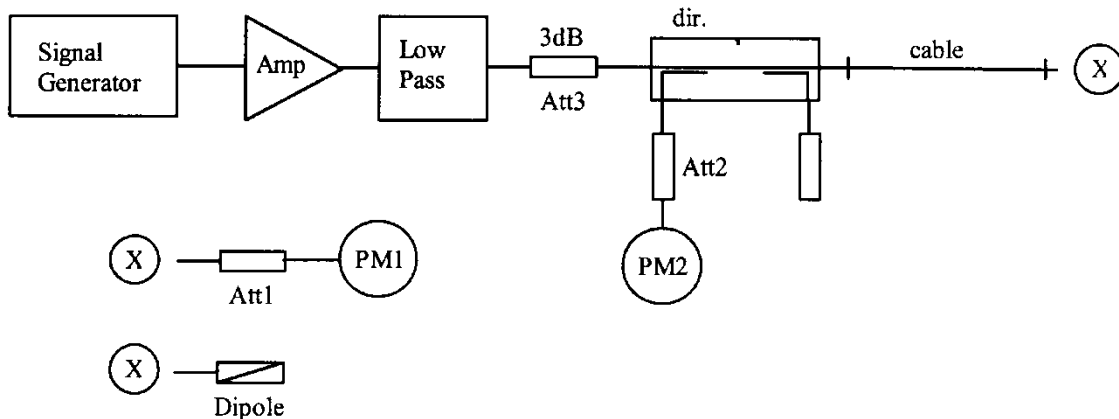 dir.
Signal
Generator
Amp
Low
Pass
3dB
Att3
cable
X
Att2
PM2
X
Att1
PM1
X
Dipole